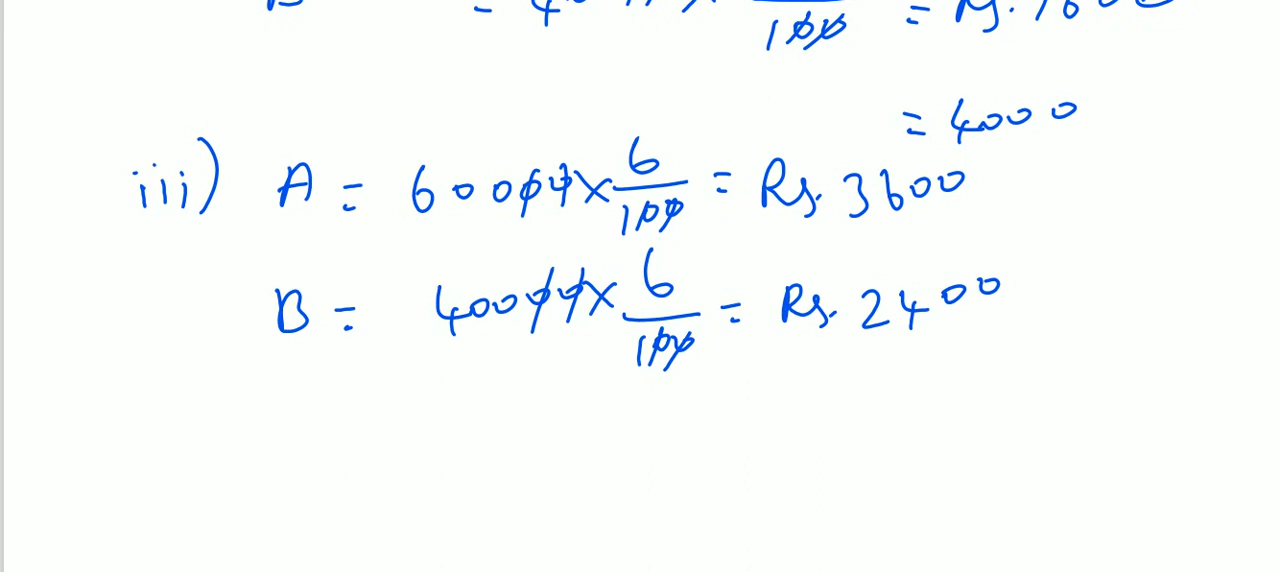 = 4000
iii) A = 60000 × 6/100 = Rs. 3600
B = 40000 × 6/100 = Rs. 2400